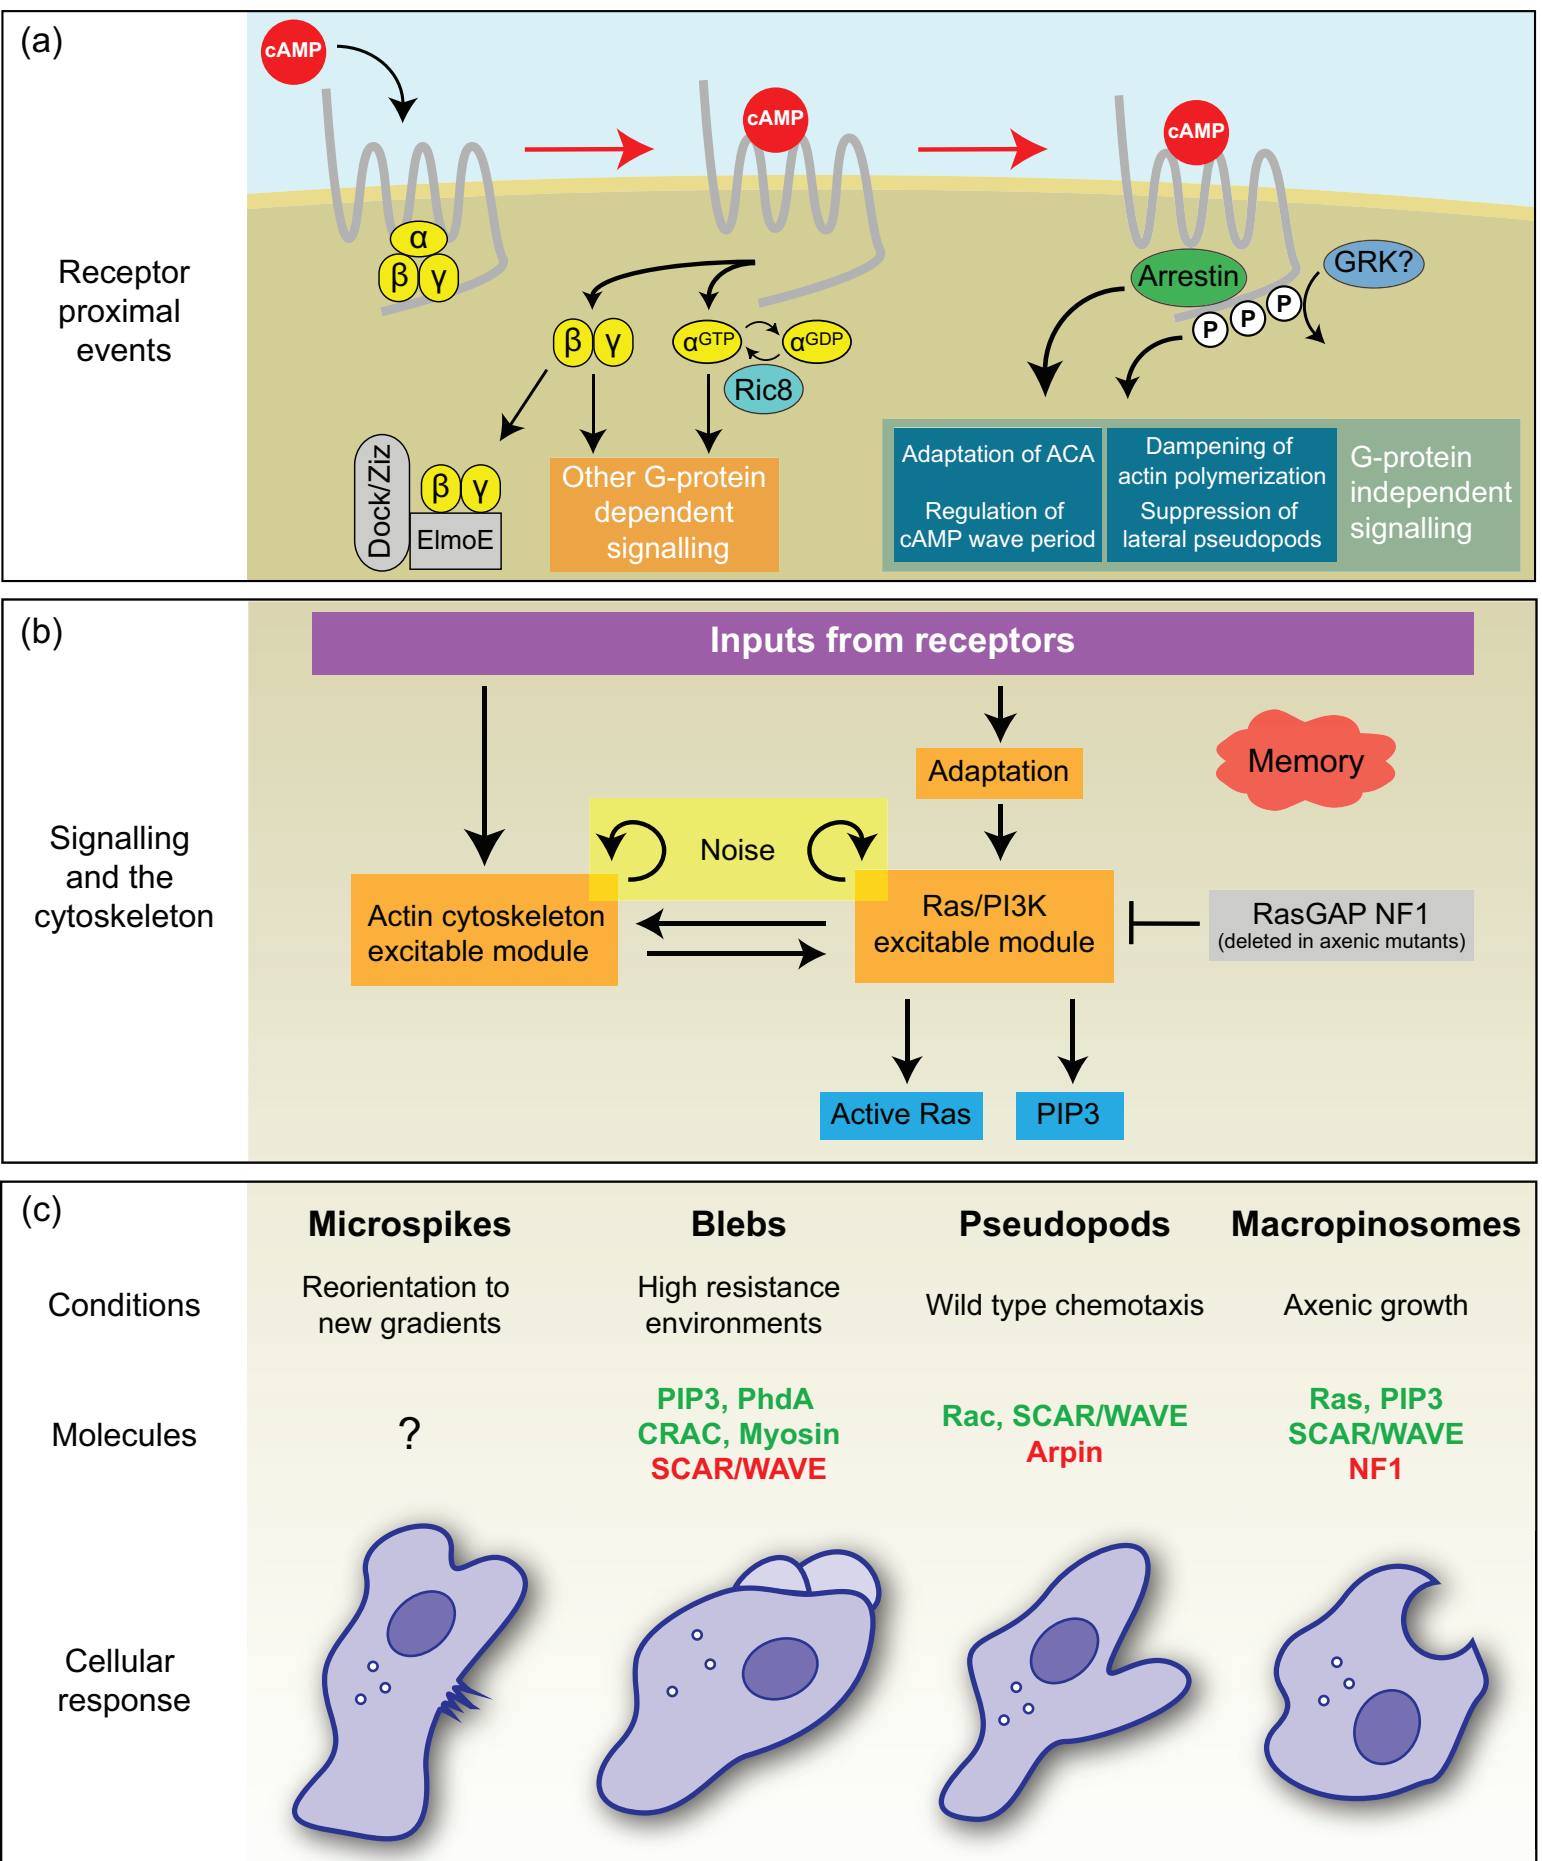 (a)
cAMP
cAMP
cAMP
Receptor
proximal
events
α
β γ
Arrestin
GRK?
P P P
β γ
αGTP
αGDP
Ric8
Dock/Ziz
β γ
ElmoE
Other G-protein
dependent
signalling
Adaptation of ACA
Regulation of
cAMP wave period
Dampening of
actin polymerization
Suppression of
lateral pseudopods
G-protein
independent
signalling
(b)
Signalling
and the
cytoskeleton
Inputs from receptors
Adaptation
Memory
Noise
Actin cytoskeleton
excitable module
Ras/PI3K
excitable module
RasGAP NF1
(deleted in axenic mutants)
Active Ras
PIP3
(c)
Microspikes
Blebs
Pseudopods
Macropinosomes
Conditions
Reorientation to
new gradients
High resistance
environments
Wild type chemotaxis
Axenic growth
Molecules
?
PIP3, PhdA
CRAC, Myosin
SCAR/WAVE
Rac, SCAR/WAVE
Arpin
Ras, PIP3
SCAR/WAVE
NF1
Cellular
response